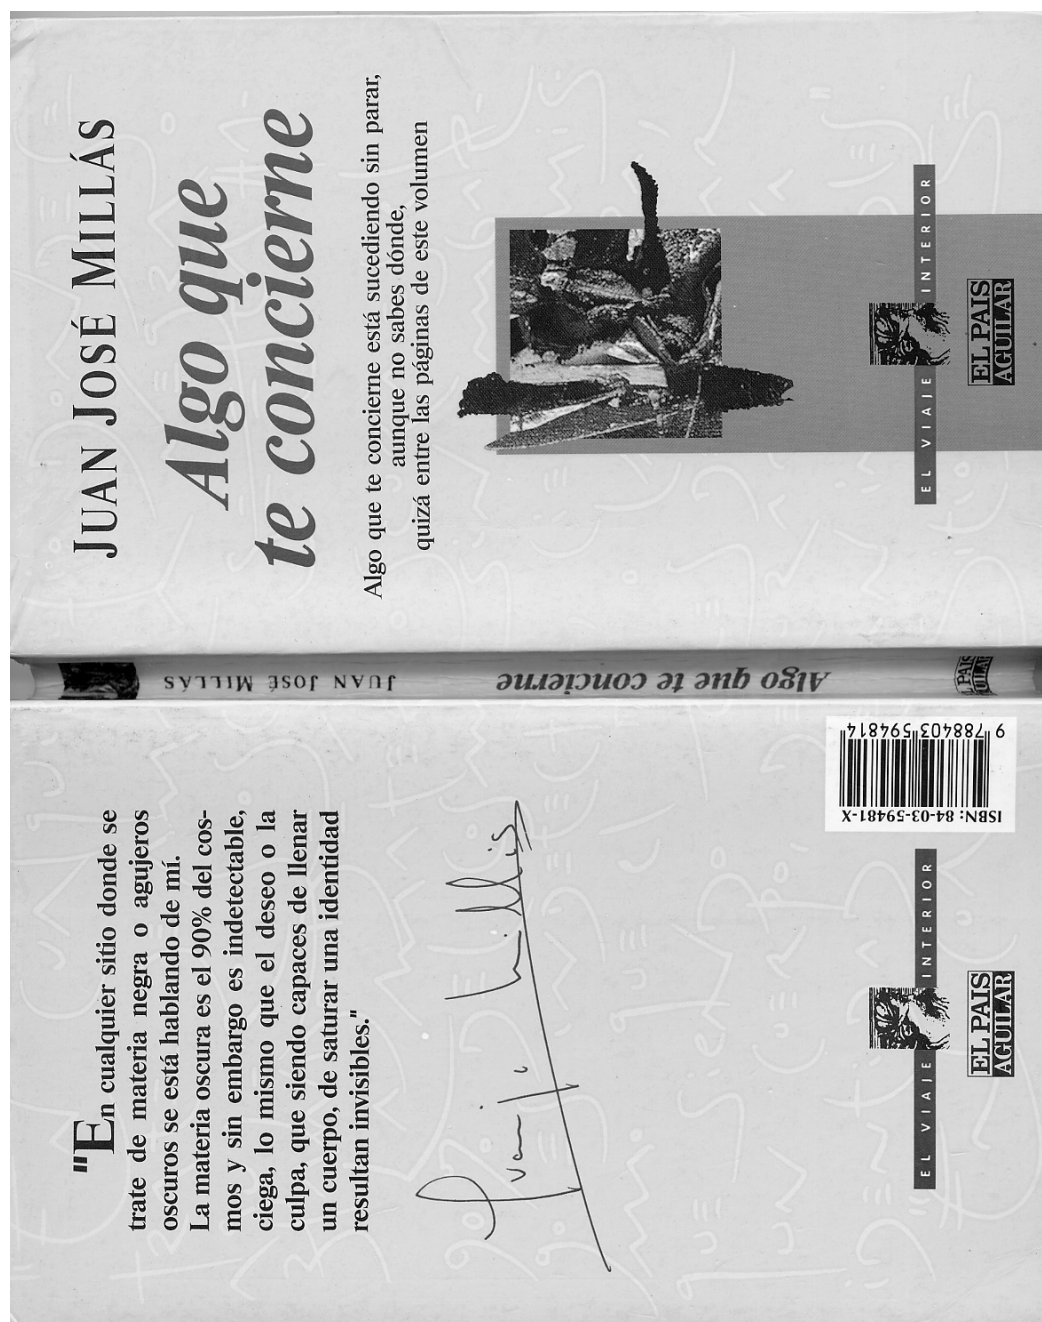 JUAN JOSÉ MILLÁS
Algo que
te concierne
Algo que te concierne está sucediendo sin parar,
aunque no sabes dónde,
quizá entre las páginas de este volumen
EL VIAJE INTERIOR
EL PAIS
AGUILAR
JUAN JOSÉ MILLÁS Algo que te concierne
"En cualquier sitio donde se
trate de materia negra o agujeros
oscuros se está hablando de mí.
La materia oscura es el 90% del cos-
mos y sin embargo es indetectable,
ciega, lo mismo que el deseo o la
culpa, que siendo capaces de llenar
un cuerpo, de saturar una identidad
resultan invisibles."
Juanjo Millás
ISBN: 84-03-59481-X
9 788403 594814
EL VIAJE INTERIOR
EL PAIS
AGUILAR